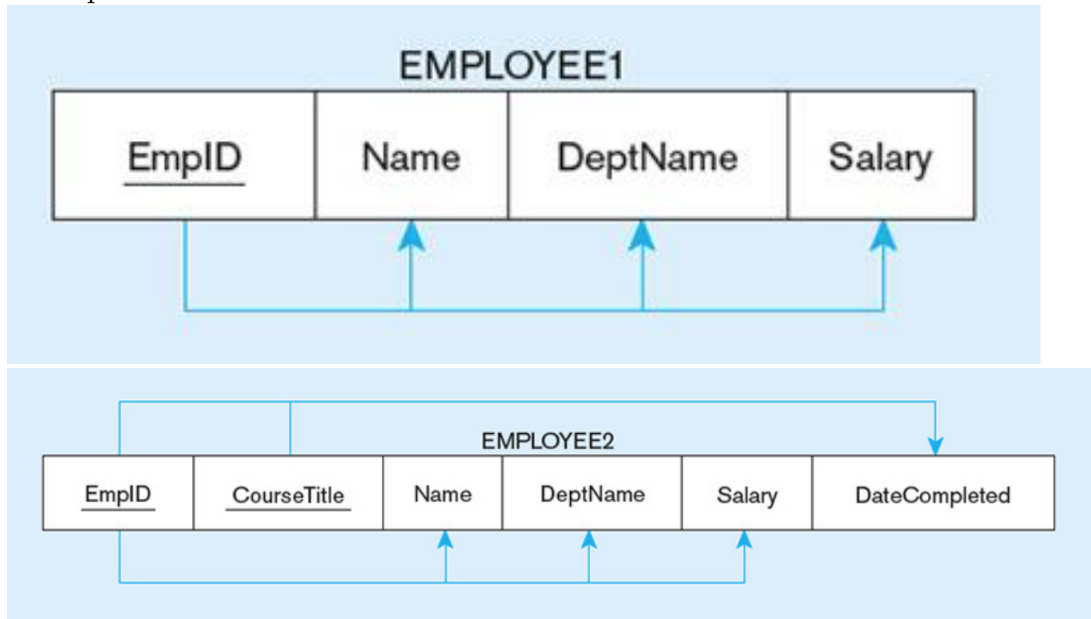 EMPLOYEE1
EmpID Name DeptName Salary
EMPLOYEE2
EmpID CourseTitle Name DeptName Salary DateCompleted